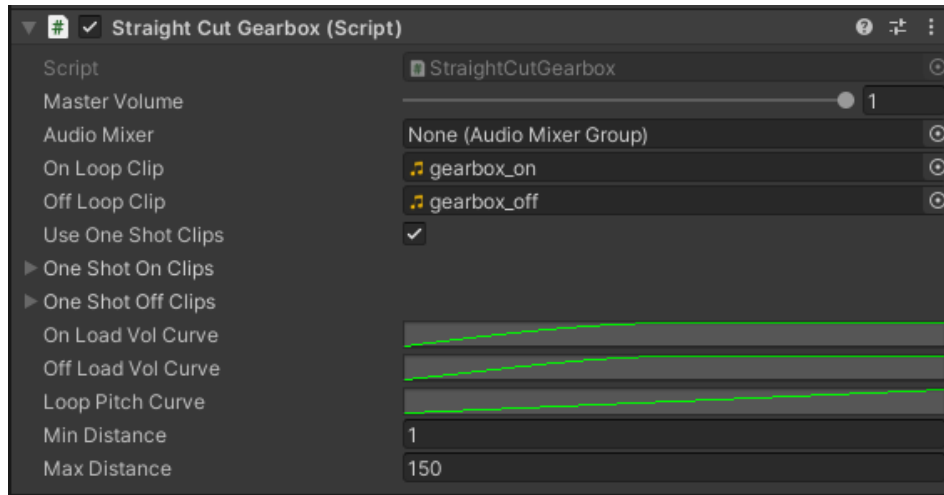 Straight Cut Gearbox (Script)
Script StraightCutGearbox
Master Volume 1
Audio Mixer None (Audio Mixer Group)
On Loop Clip gearbox_on
Off Loop Clip gearbox_off
Use One Shot Clips
One Shot On Clips
One Shot Off Clips
On Load Vol Curve
Off Load Vol Curve
Loop Pitch Curve
Min Distance 1
Max Distance 150